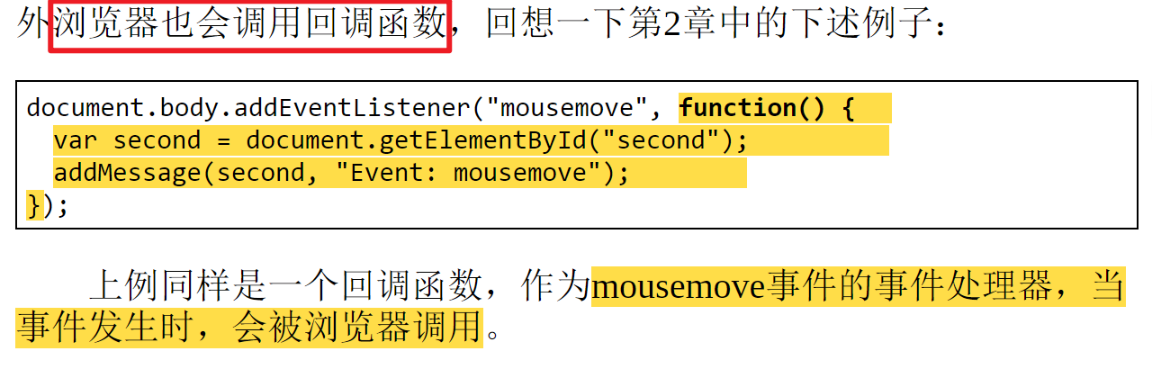 外浏览器也会调用回调函数，回想一下第2章中的下述例子：
document.body.addEventListener("mousemove", function() {
  var second = document.getElementById("second");
  addMessage(second, "Event: mousemove");
});
上例同样是一个回调函数，作为mousemove事件的事件处理器，当
事件发生时，会被浏览器调用。